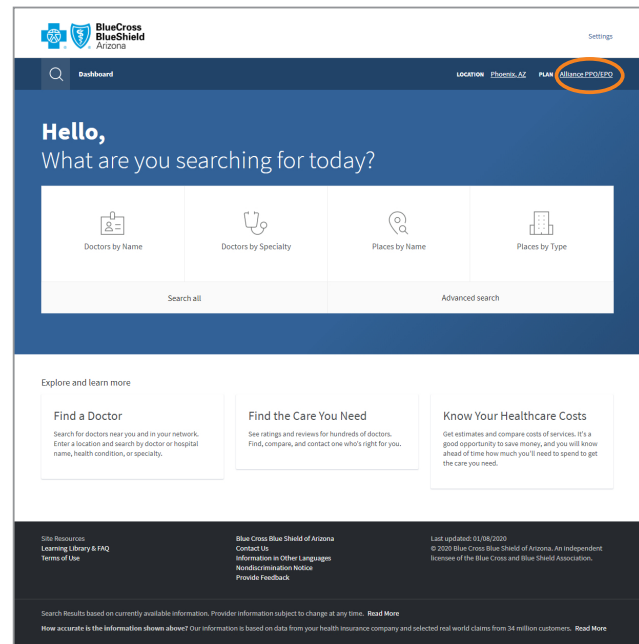 BlueCross
BlueShield
Arizona
Settings
Dashboard
LOCATION Phoenix, AZ PLAN Alliance PPO/EPO
Hello,
What are you searching for today?
Doctors by Name
Doctors by Specialty
Places by Name
Places by Type
Search all
Advanced search
Explore and learn more
Find a Doctor
Search for doctors near you and in your network.
Enter a location and search by doctor or hospital
name, health condition, or specialty.
Find the Care You Need
See ratings and reviews for hundreds of doctors.
Find, compare, and contact one who's right for you.
Know Your Healthcare Costs
Get estimates and compare costs of services. It's a
good opportunity to save money, and you will know
ahead of time how much you'll need to spend to get
the care you need.
Site Resources
Learning Library & FAQ
Terms of Use
Blue Cross Blue Shield of Arizona
Contact Us
Information in Other Languages
Nondiscrimination Notice
Provide Feedback
Last updated: 01/08/2020
© 2020 Blue Cross Blue Shield of Arizona. An independent
licensee of the Blue Cross and Blue Shield Association.
Search Results based on currently available information. Provider information subject to change at any time. Read More
How accurate is the information shown above? Our information is based on data from your health insurance company and selected real world claims from 34 million customers. Read More